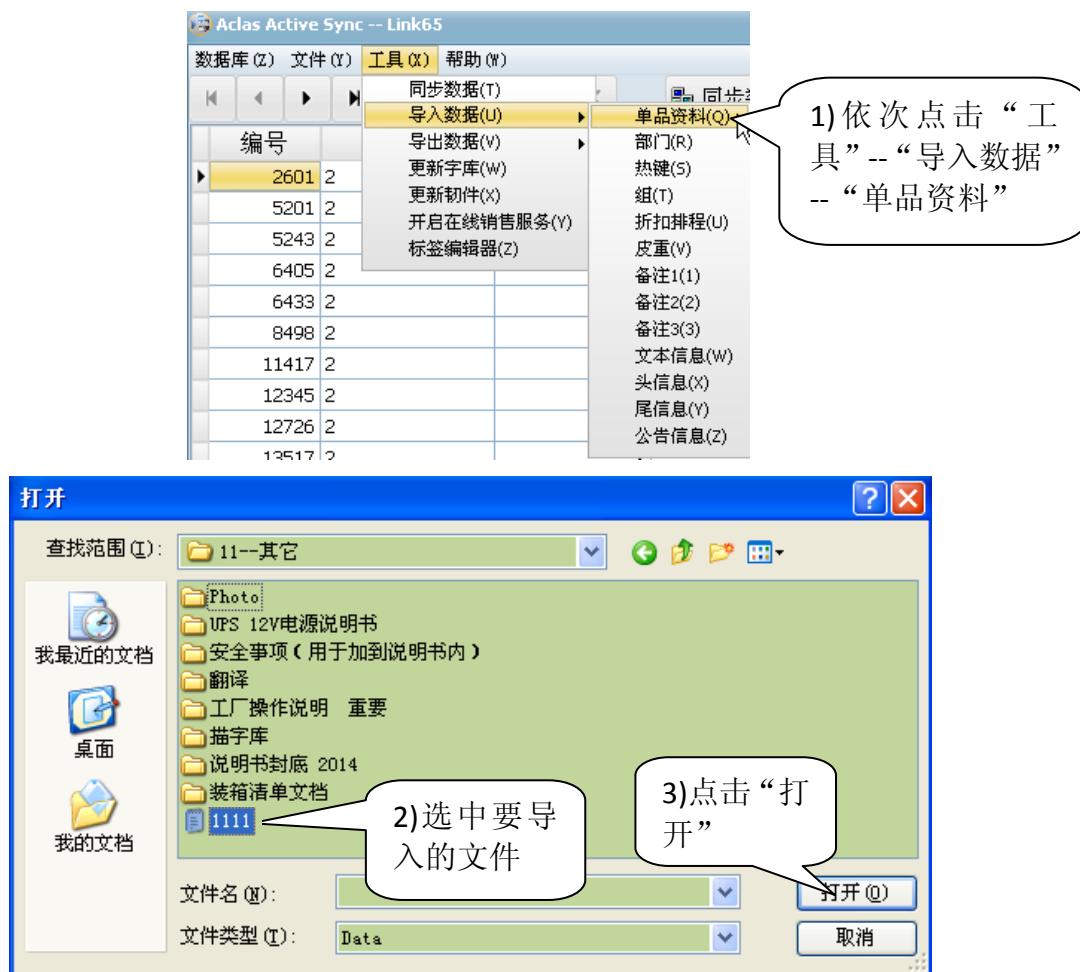 Aclas Active Sync -- Link65
数据库(Z) 文件(Y) 工具(X) 帮助(W)
同步数据(T)
导入数据(U)
导出数据(V)
更新字库(W)
更新韧件(X)
开启在线销售服务(Y)
标签编辑器(Z)
同步
单品资料(Q)
部门(R)
热键(S)
组(T)
折扣排程(U)
皮重(V)
备注1(1)
备注2(2)
备注3(3)
文本信息(W)
头信息(X)
尾信息(Y)
公告信息(Z)
编号
2601 2
5201 2
5243 2
6405 2
6433 2
8498 2
11417 2
12345 2
12726 2
13517 2
1)依次点击“工
具”--“导入数据”
--“单品资料”
打开
查找范围(I):
11--其它
我最近的文档
桌面
我的文档
Photo
UPS 12V电源说明书
安全事项(用于加到说明书内)
翻译
工厂操作说明 重要
描字库
说明书封底 2014
装箱清单文档
1111
2)选中要导
入的文件
3)点击“打
开”
文件名(N):
打开(O)
文件类型(T):
Data
取消